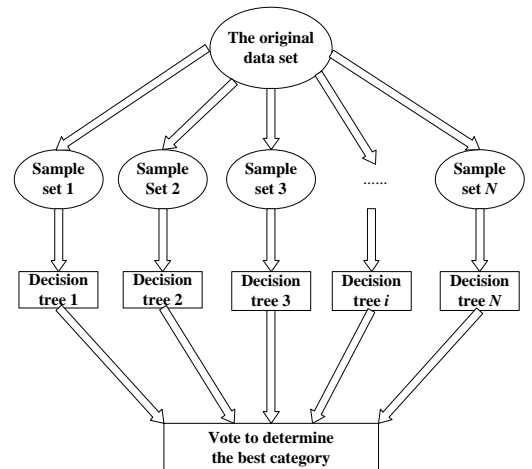 The original
data set
Sample
set 1
Sample
Set 2
Sample
set 3
......
Sample
set N
Decision
tree 1
Decision
tree 2
Decision
tree 3
Decision
tree i
Decision
tree N
Vote to determine
the best category